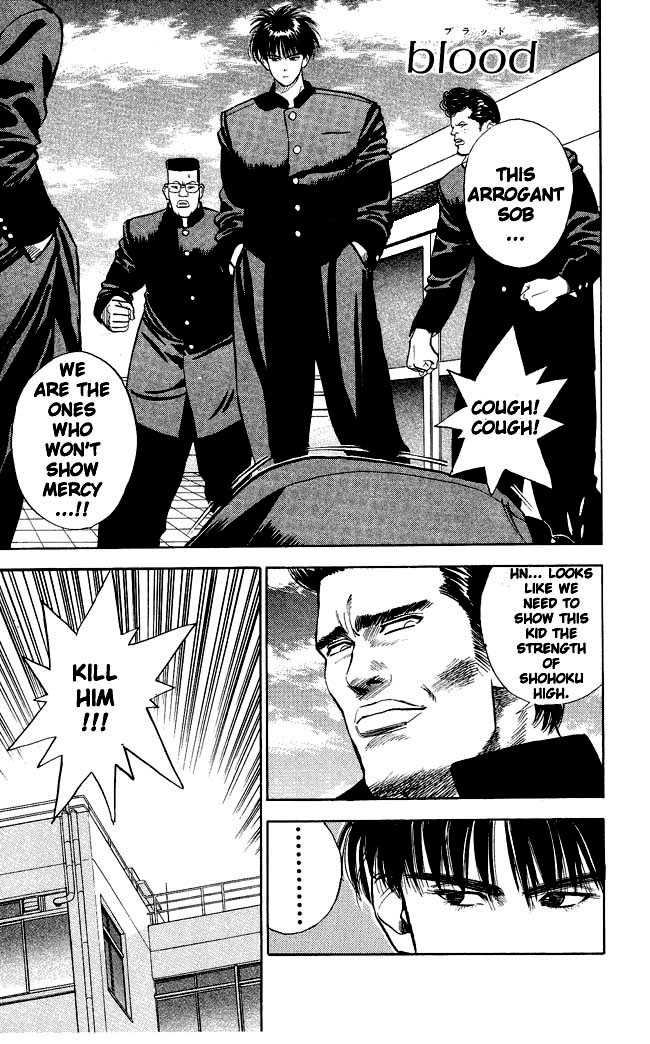 ブラッド
blood
THIS
ARROGANT
SOB
...
COUGH!
COUGH!
WE
ARE THE
ONES
WHO
WON'T
SHOW
MERCY
...!!
HN... LOOKS
LIKE WE
NEED TO
SHOW THIS
KID THE
STRENGTH
OF
SHOHOKU
HIGH.
KILL
HIM
!!!
.........